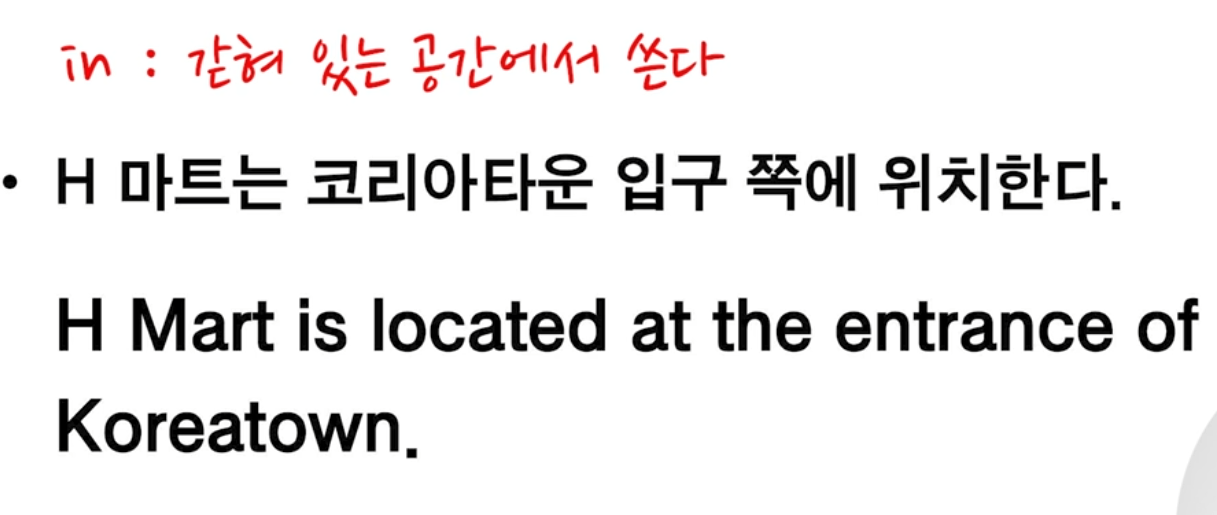 in : 갇혀 있는 공간에서 쓴다
• H 마트는 코리아타운 입구 쪽에 위치한다.
H Mart is located at the entrance of
Koreatown.